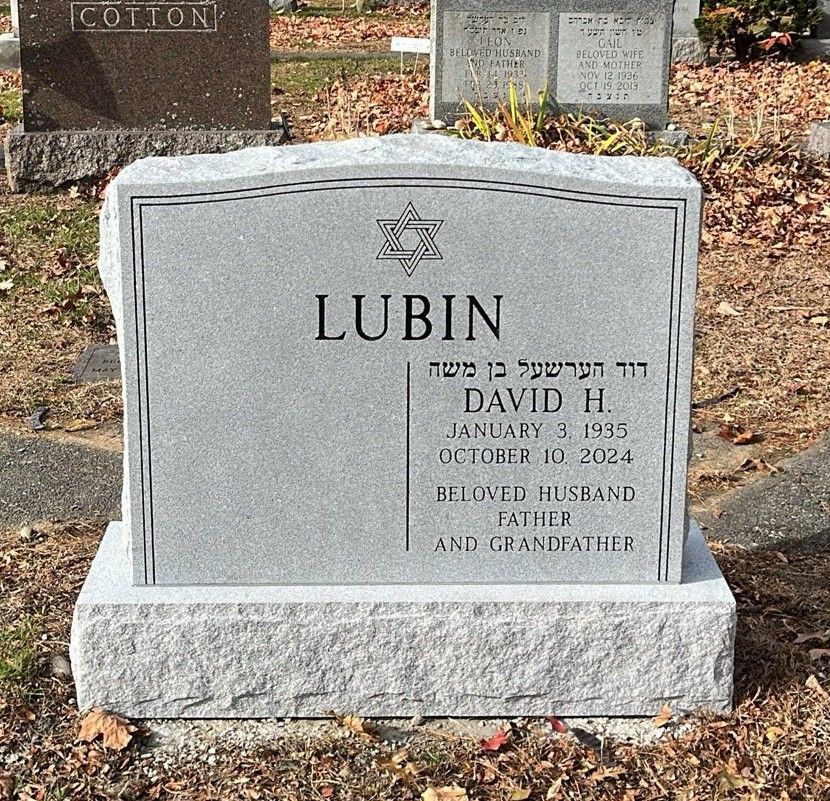 COTTON
LEON
BELOVED HUSBAND
AND FATHER
GAIL
BELOVED WIFE
AND MOTHER
NOV 12 1936
OCT 19 2013
ת נ צ ב ה
LUBIN
דוד הערשעל בן משה
DAVID H.
JANUARY 3, 1935
OCTOBER 10, 2024
BELOVED HUSBAND
FATHER
AND GRANDFATHER